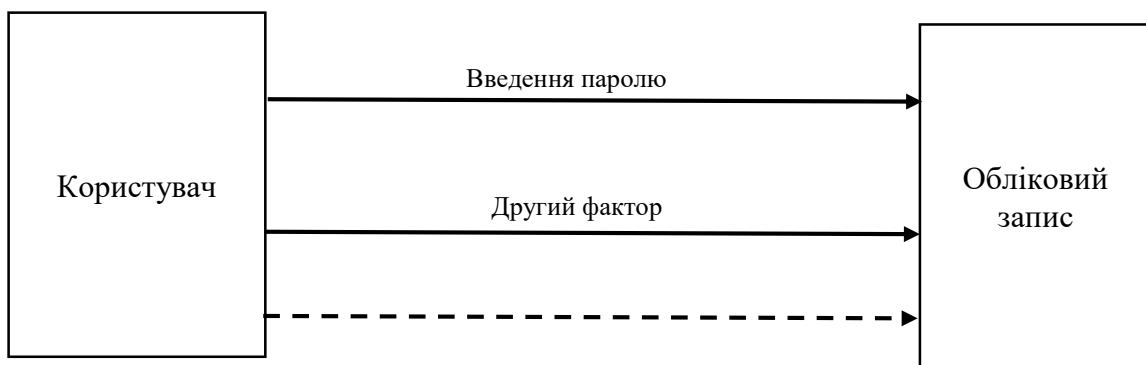 Введення паролю
Користувач
Другий фактор
Обліковий
запис